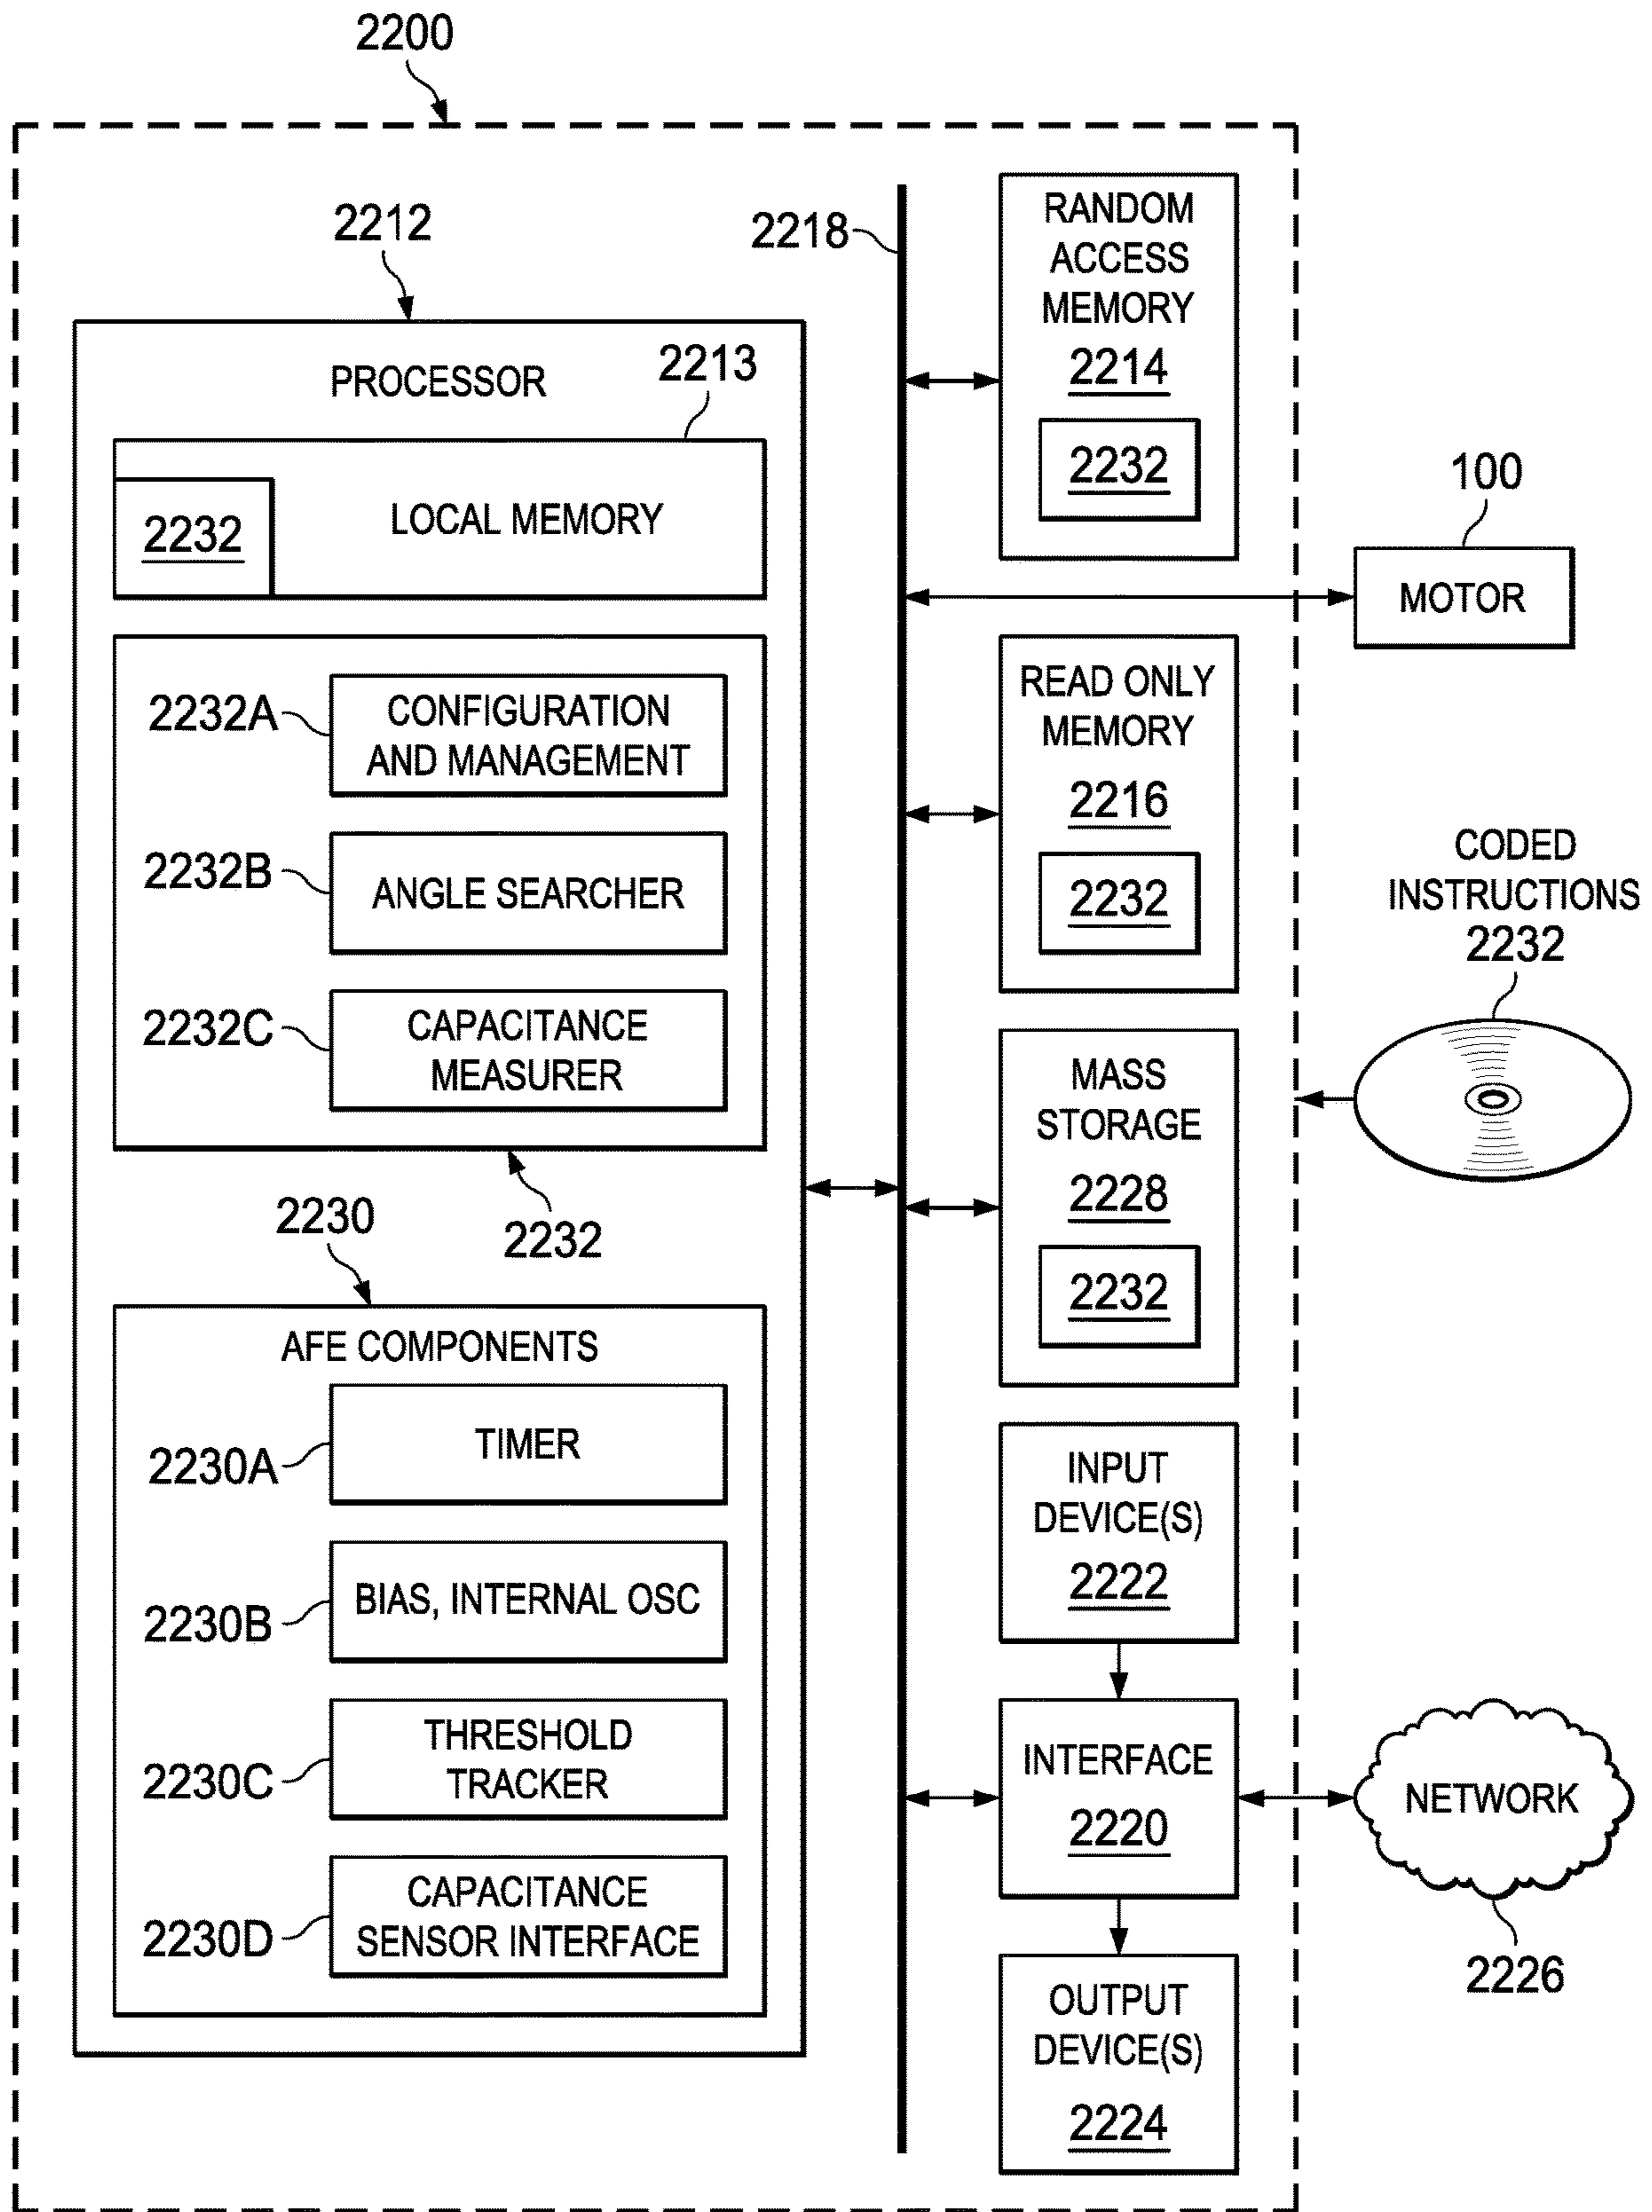 2200
2212
PROCESSOR
2213
2232
LOCAL MEMORY
2232A
CONFIGURATION
AND MANAGEMENT
2232B
ANGLE SEARCHER
2232C
CAPACITANCE
MEASURER
2232
2230
AFE COMPONENTS
2230A
TIMER
2230B
BIAS, INTERNAL OSC
2230C
THRESHOLD
TRACKER
2230D
CAPACITANCE
SENSOR INTERFACE
2218
RANDOM
ACCESS
MEMORY
2214
2232
READ ONLY
MEMORY
2216
2232
MASS
STORAGE
2228
2232
INPUT
DEVICE(S)
2222
INTERFACE
2220
OUTPUT
DEVICE(S)
2224
100
MOTOR
CODED
INSTRUCTIONS
2232
NETWORK
2226